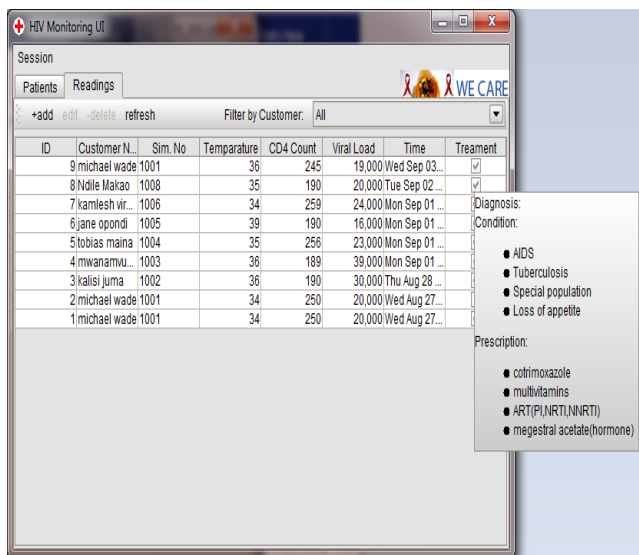 HIV Monitoring UI
Session
Patients Readings WE CARE
+add edit -delete refresh Filter by Customer: All
ID Customer N... Sim. No Temparature CD4 Count Viral Load Time Treament
9 michael wade 1001 36 245 19,000 Wed Sep 03...
8 Ndile Makao 1008 35 190 20,000 Tue Sep 02 ...
7 kamlesh vir... 1006 34 259 24,000 Mon Sep 01 ...
6 jane opondi 1005 39 190 16,000 Mon Sep 01 ...
5 tobias maina 1004 35 256 23,000 Mon Sep 01 ...
4 mwanamvu... 1003 36 189 39,000 Mon Sep 01 ...
3 kalisi juma 1002 36 190 30,000 Thu Aug 28 ...
2 michael wade 1001 34 250 20,000 Wed Aug 27...
1 michael wade 1001 34 250 20,000 Wed Aug 27...
Diagnosis:
Condition:
● AIDS
● Tuberculosis
● Special population
● Loss of appetite
Prescription:
● cotrimoxazole
● multivitamins
● ART(PI,NRTI,NNRTI)
● megestral acetate(hormone)